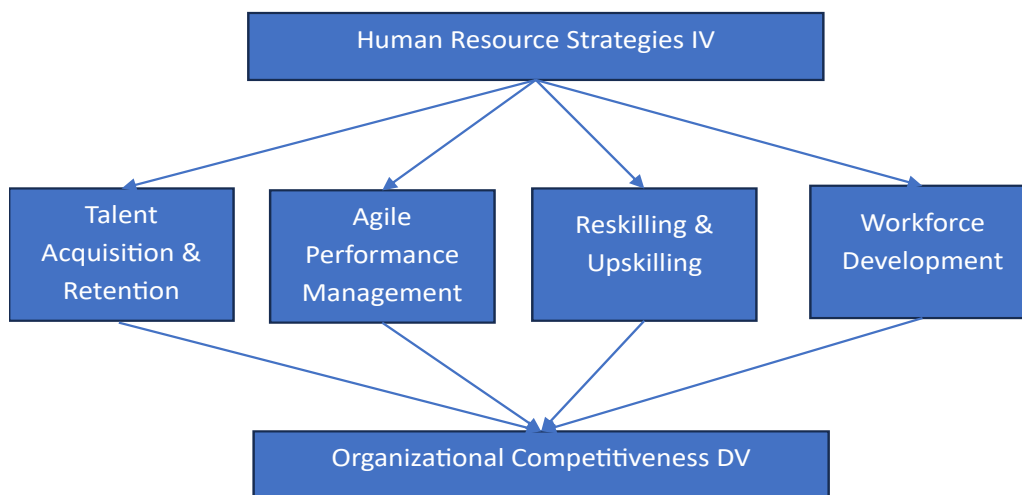 Human Resource Strategies IV
Talent
Acquisition &
Retention
Agile
Performance
Management
Reskilling &
Upskilling
Workforce
Development
Organizational Competitiveness DV